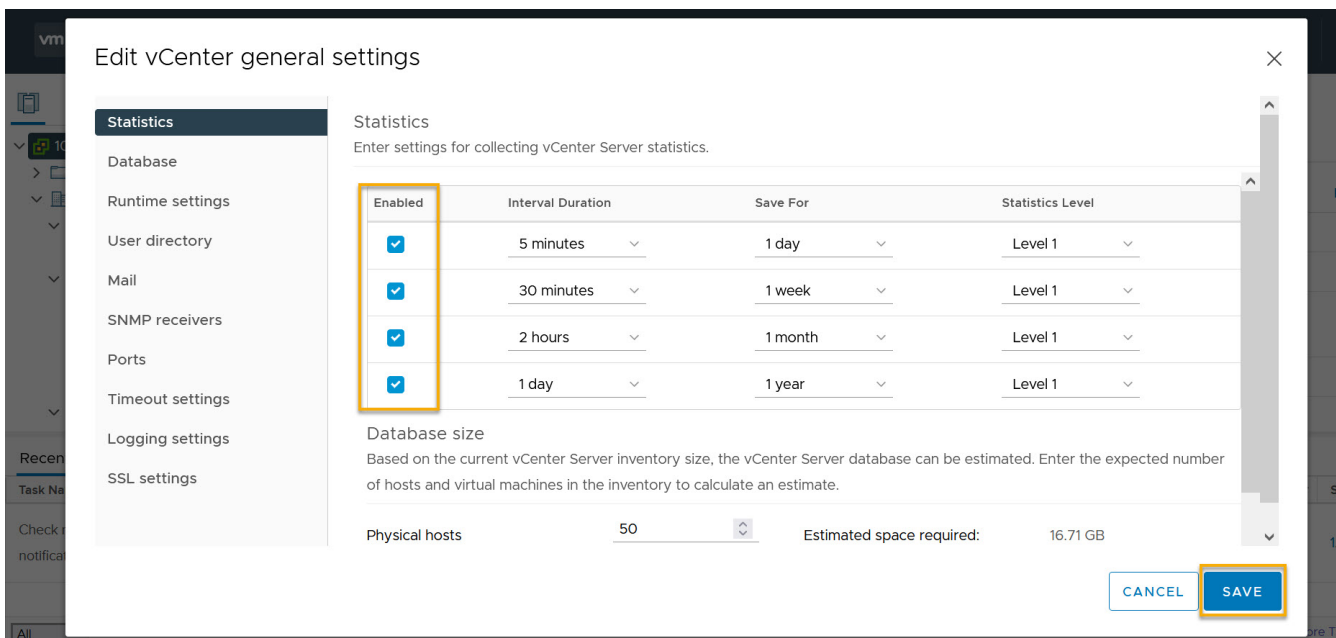 vm
Edit vCenter general settings
Statistics
Database
Runtime settings
User directory
Mail
SNMP receivers
Ports
Timeout settings
Logging settings
SSL settings
Statistics
Enter settings for collecting vCenter Server statistics.
Enabled Interval Duration Save For Statistics Level
5 minutes 1 day Level 1
30 minutes 1 week Level 1
2 hours 1 month Level 1
1 day 1 year Level 1
Database size
Based on the current vCenter Server inventory size, the vCenter Server database can be estimated. Enter the expected number
of hosts and virtual machines in the inventory to calculate an estimate.
Physical hosts 50 Estimated space required: 16.71 GB
CANCEL SAVE
10
Recen
Task Na
Check
notificat
All